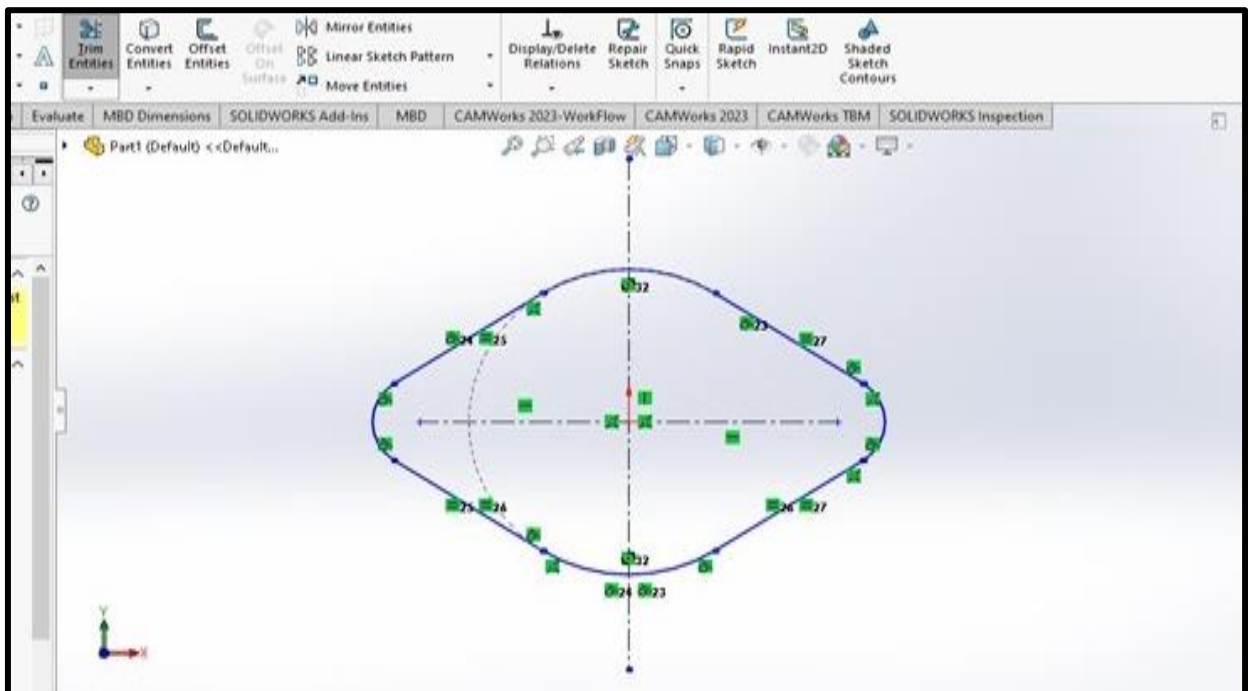 Trim Entities
Convert Entities
Offset Entities
Offset On Surface
Mirror Entities
Linear Sketch Pattern
Move Entities
Display/Delete Relations
Repair Sketch
Quick Snaps
Rapid Sketch
Instant2D
Shaded Sketch Contours
Evaluate
MBD Dimensions
SOLIDWORKS Add-Ins
MBD
CAMWorks 2023-WorkFlow
CAMWorks 2023
CAMWorks TBM
SOLIDWORKS Inspection
Part1 (Default) <<Default...
32
24 25
23
27
25 26
26 27
32
24 23
Y
X